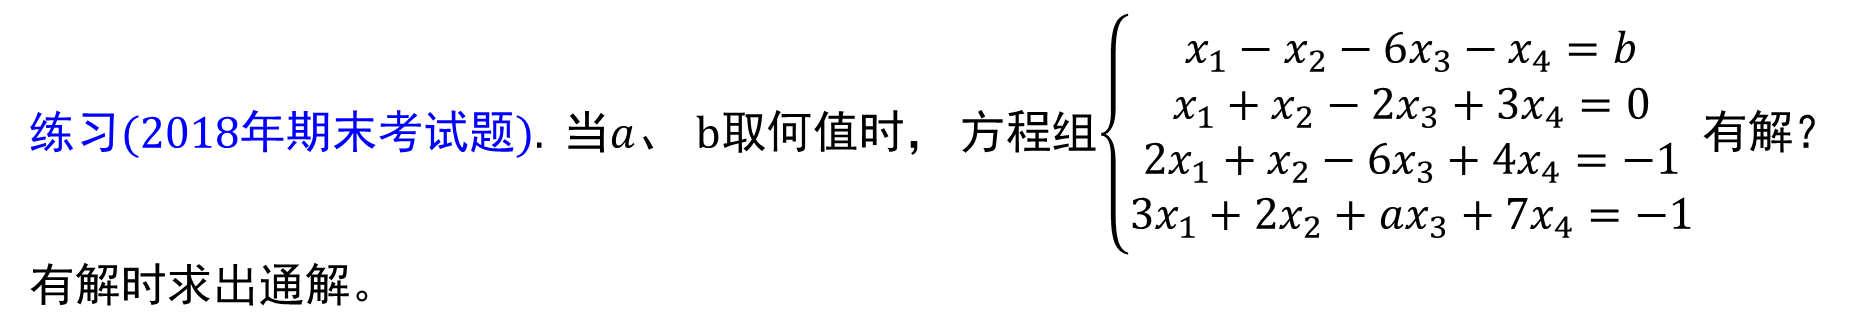 练习(2018年期末考试题). 当a、 b取何值时， 方程组 有解?
x₁ − x₂ − 6x₃ − x₄ = b
x₁ + x₂ − 2x₃ + 3x₄ = 0
2x₁ + x₂ − 6x₃ + 4x₄ = −1
3x₁ + 2x₂ + ax₃ + 7x₄ = −1
有解时求出通解。